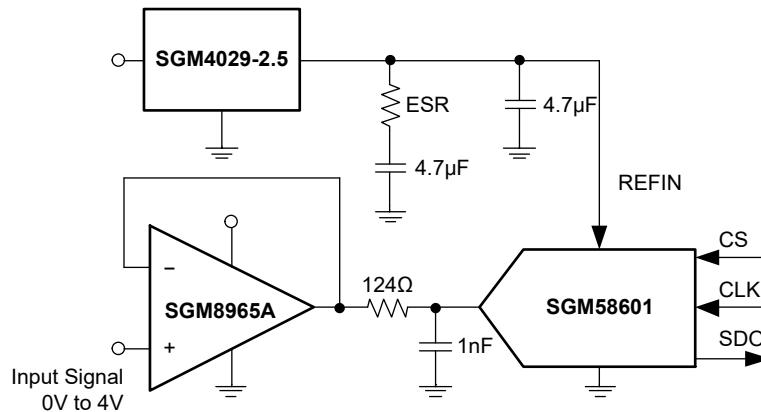 SGM4029-2.5
ESR
4.7µF
4.7µF
REFIN
CS
CLK
SDO
124Ω
SGM8965A
SGM58601
−
+
1nF
Input Signal
0V to 4V